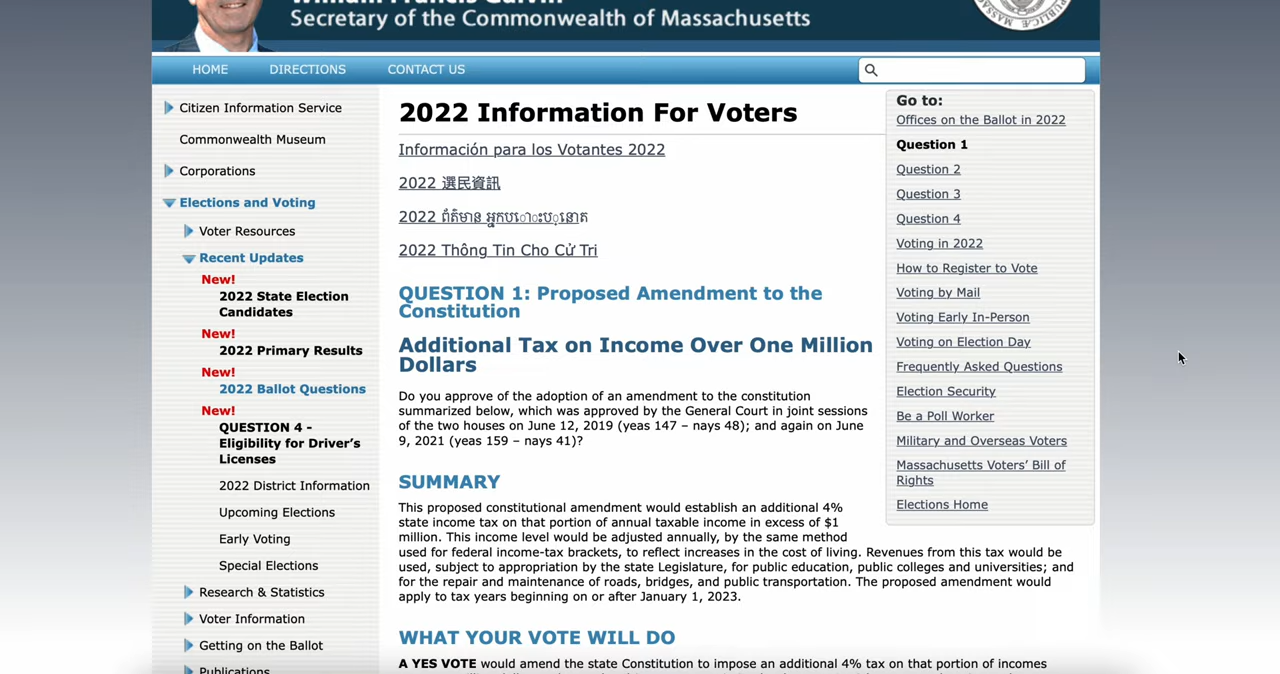 Secretary of the Commonwealth of Massachusetts
HOME DIRECTIONS CONTACT US
Citizen Information Service
Commonwealth Museum
Corporations
Elections and Voting
Voter Resources
Recent Updates
New!
2022 State Election
Candidates
New!
2022 Primary Results
New!
2022 Ballot Questions
New!
QUESTION 4 -
Eligibility for Driver’s
Licenses
2022 District Information
Upcoming Elections
Early Voting
Special Elections
Research & Statistics
Voter Information
Getting on the Ballot
Publications
2022 Information For Voters
Información para los Votantes 2022
2022 選民資訊
2022 ព័ត៌មាន
2022 Thông Tin Cho Cử Tri
QUESTION 1: Proposed Amendment to the
Constitution
Additional Tax on Income Over One Million
Dollars
Do you approve of the adoption of an amendment to the constitution
summarized below, which was approved by the General Court in joint sessions
of the two houses on June 12, 2019 (yeas 147 – nays 48); and again on June
9, 2021 (yeas 159 – nays 41)?
SUMMARY
This proposed constitutional amendment would establish an additional 4%
state income tax on that portion of annual taxable income in excess of $1
million. This income level would be adjusted annually, by the same method
used for federal income-tax brackets, to reflect increases in the cost of living. Revenues from this tax would be
used, subject to appropriation by the state Legislature, for public education, public colleges and universities; and
for the repair and maintenance of roads, bridges, and public transportation. The proposed amendment would
apply to tax years beginning on or after January 1, 2023.
WHAT YOUR VOTE WILL DO
A YES VOTE would amend the state Constitution to impose an additional 4% tax on that portion of incomes
Go to:
Offices on the Ballot in 2022
Question 1
Question 2
Question 3
Question 4
Voting in 2022
How to Register to Vote
Voting by Mail
Voting Early In-Person
Voting on Election Day
Frequently Asked Questions
Election Security
Be a Poll Worker
Military and Overseas Voters
Massachusetts Voters’ Bill of
Rights
Elections Home